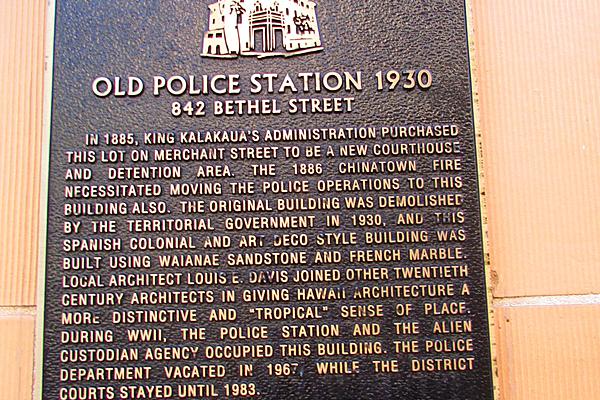 OLD POLICE STATION 1930
842 BETHEL STREET
IN 1885, KING KALAKAUA'S ADMINISTRATION PURCHASED
THIS LOT ON MERCHANT STREET TO BE A NEW COURTHOUSE
AND DETENTION AREA. THE 1886 CHINATOWN FIRE
NECESSITATED MOVING THE POLICE OPERATIONS TO THIS
BUILDING ALSO. THE ORIGINAL BUILDING WAS DEMOLISHED
BY THE TERRITORIAL GOVERNMENT IN 1930, AND THIS
SPANISH COLONIAL AND ART DECO STYLE BUILDING WAS
BUILT USING WAIANAE SANDSTONE AND FRENCH MARBLE.
LOCAL ARCHITECT LOUIS E. DAVIS JOINED OTHER TWENTIETH
CENTURY ARCHITECTS IN GIVING HAWAII ARCHITECTURE A
MORE DISTINCTIVE AND "TROPICAL" SENSE OF PLACE.
DURING WWII, THE POLICE STATION AND THE ALIEN
CUSTODIAN AGENCY OCCUPIED THIS BUILDING. THE POLICE
DEPARTMENT VACATED IN 1967, WHILE THE DISTRICT
COURTS STAYED UNTIL 1983.